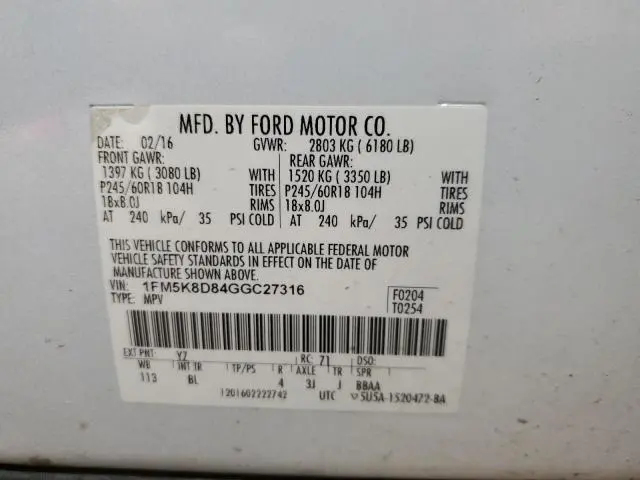 MFD. BY FORD MOTOR CO.
DATE: 02/16 GVWR: 2803 KG ( 6180 LB)
FRONT GAWR: REAR GAWR:
1397 KG ( 3080 LB) WITH 1520 KG ( 3350 LB) WITH
P245/60R18 104H TIRES P245/60R18 104H TIRES
18x8.0J RIMS 18x8.0J RIMS
AT 240 kPa/ 35 PSI COLD AT 240 kPa/ 35 PSI COLD
THIS VEHICLE CONFORMS TO ALL APPLICABLE FEDERAL MOTOR
VEHICLE SAFETY STANDARDS IN EFFECT ON THE DATE OF
MANUFACTURE SHOWN ABOVE.
VIN: 1FM5K8D84GGC27316 F0204
TYPE: MPV T0254
EXT PNT: YZ RC: 71 DSO:
WB INT TR TP/PS R AXLE TR SPR
113 BL 4 3J J BBAA
1201602222742 UTC 5U5A-1520472-BA